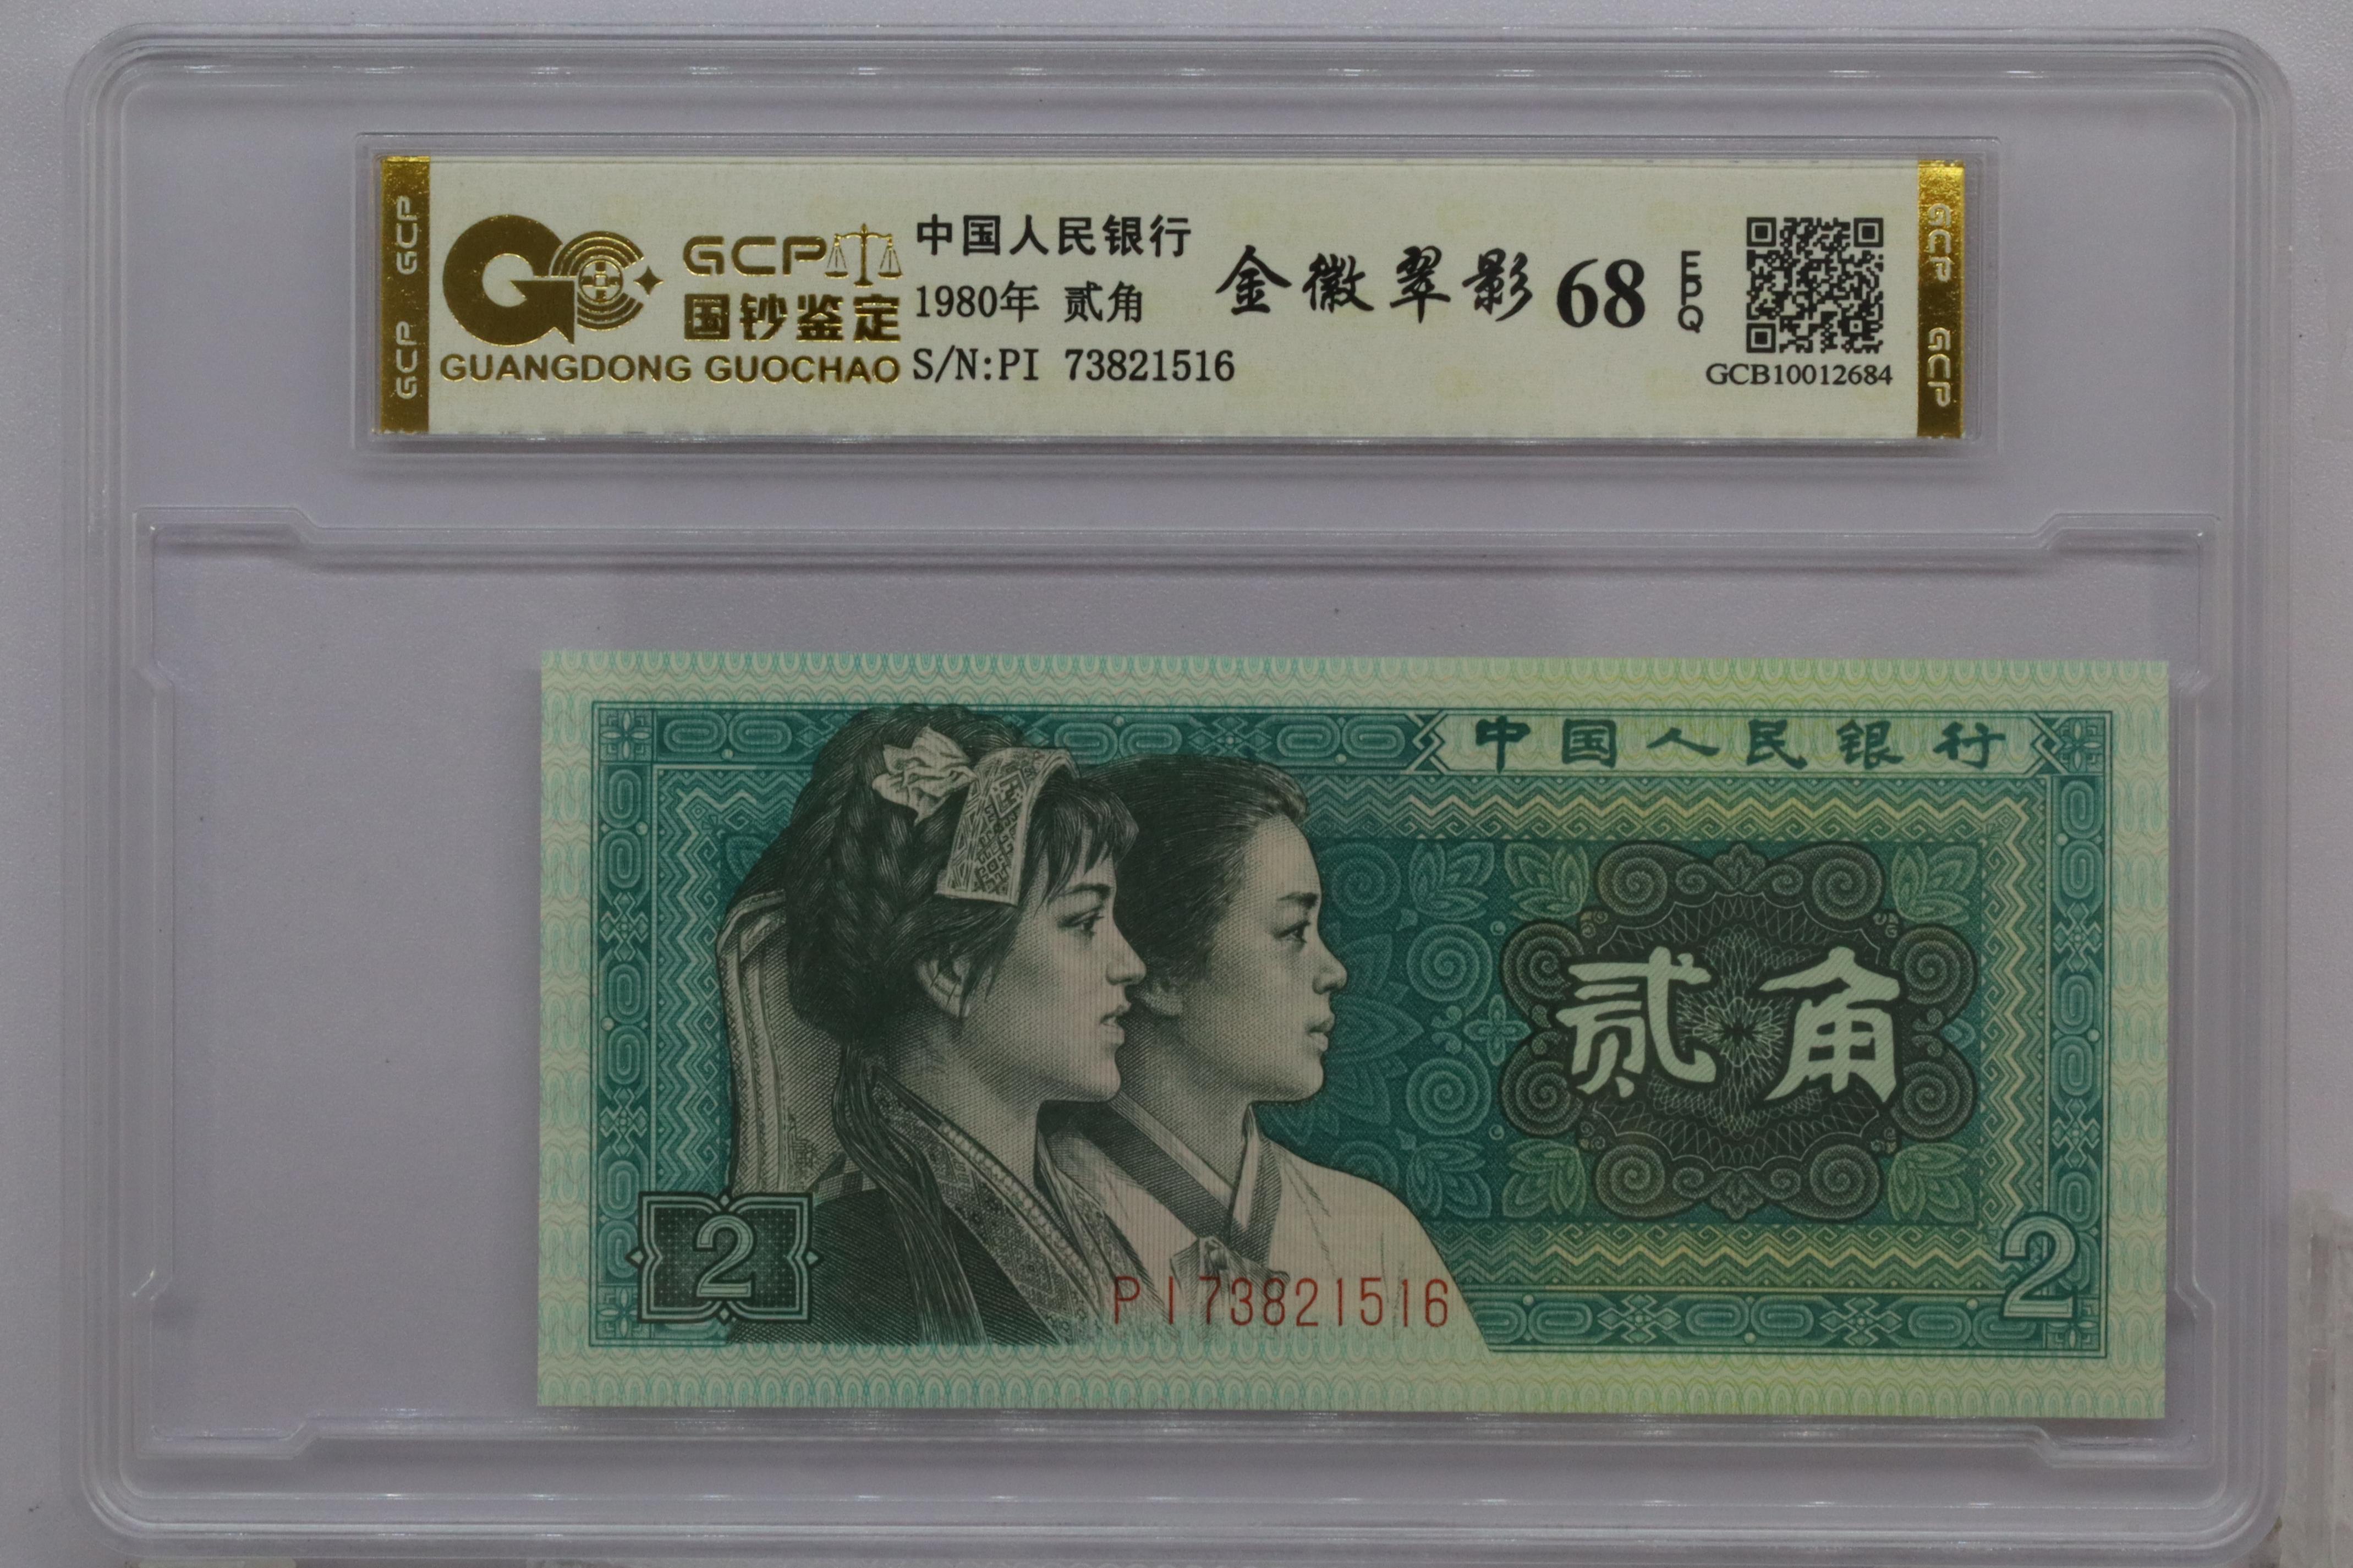 GCP GCP
GCP
国钞鉴定
GUANGDONG GUOCHAO
中国人民银行
1980年 贰角
S/N:PI 73821516
金徽翠影 68 EPQ
GCB10012684
GCP GCP
中国人民银行
贰角
2
PI73821516
2